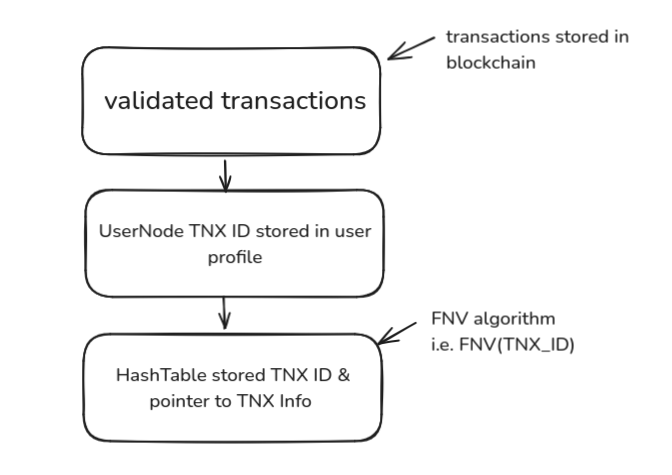 transactions stored in
blockchain
validated transactions
UserNode TNX ID stored in user
profile
FNV algorithm
i.e. FNV(TNX_ID)
HashTable stored TNX ID &
pointer to TNX Info